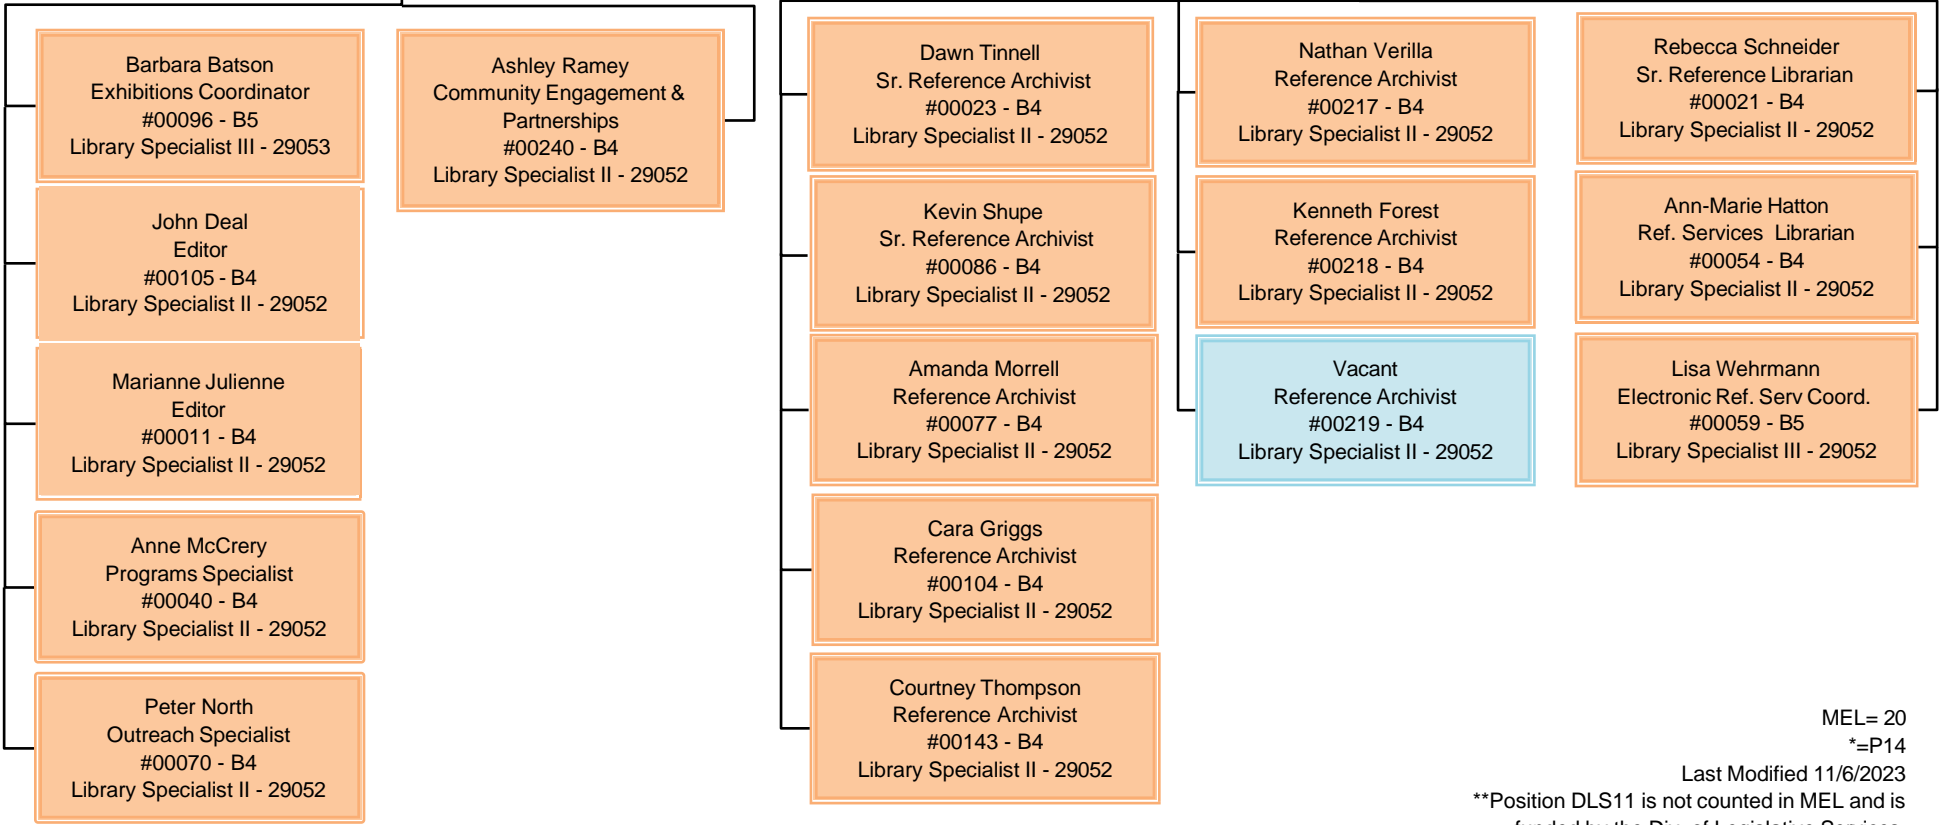 Barbara Batson
Exhibitions Coordinator
#00096 - B5
Library Specialist III - 29053
John Deal
Editor
#00105 - B4
Library Specialist II - 29052
Marianne Julienne
Editor
#00011 - B4
Library Specialist II - 29052
Anne McCrery
Programs Specialist
#00040 - B4
Library Specialist II - 29052
Peter North
Outreach Specialist
#00070 - B4
Library Specialist II - 29052
Ashley Ramey
Community Engagement &
Partnerships
#00240 - B4
Library Specialist II - 29052
Dawn Tinnell
Sr. Reference Archivist
#00023 - B4
Library Specialist II - 29052
Kevin Shupe
Sr. Reference Archivist
#00086 - B4
Library Specialist II - 29052
Amanda Morrell
Reference Archivist
#00077 - B4
Library Specialist II - 29052
Cara Griggs
Reference Archivist
#00104 - B4
Library Specialist II - 29052
Courtney Thompson
Reference Archivist
#00143 - B4
Library Specialist II - 29052
Nathan Verilla
Reference Archivist
#00217 - B4
Library Specialist II - 29052
Kenneth Forest
Reference Archivist
#00218 - B4
Library Specialist II - 29052
Vacant
Reference Archivist
#00219 - B4
Library Specialist II - 29052
Rebecca Schneider
Sr. Reference Librarian
#00021 - B4
Library Specialist II - 29052
Ann-Marie Hatton
Ref. Services Librarian
#00054 - B4
Library Specialist II - 29052
Lisa Wehrmann
Electronic Ref. Serv Coord.
#00059 - B5
Library Specialist III - 29052
MEL= 20
*=P14
Last Modified 11/6/2023
**Position DLS11 is not counted in MEL and is
funded by the Div. of Legislative Services.